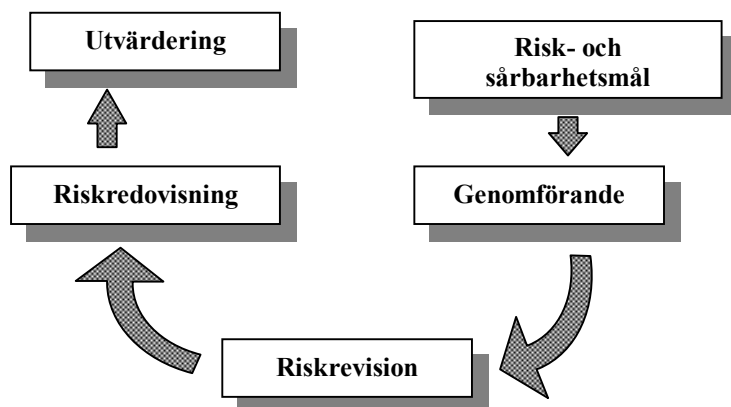 Utvärdering
Risk- och
sårbarhetsmål
Riskredovisning
Genomförande
Riskrevision